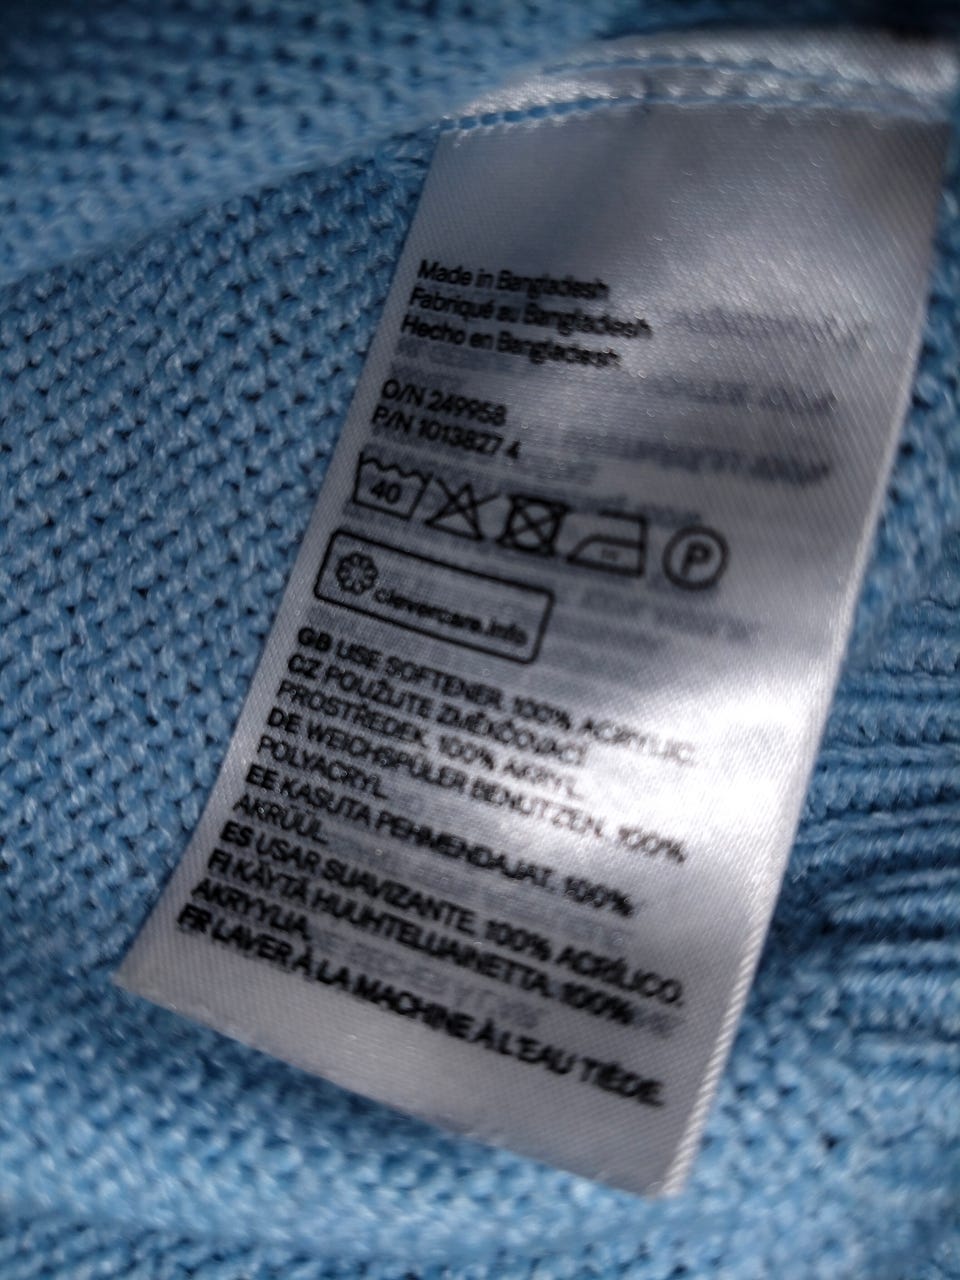 Made in Bangladesh
Fabriqué au Bangladesh
Hecho en Bangladesh
O/N 249958
P/N 1013827 4
40
P
clevercare.info
GB USE SOFTENER. 100% ACRYLIC.
CZ POUŽIJTE ZMĚKČOVACÍ
PROSTŘEDEK. 100% AKRYL.
DE WEICHSPÜLER BENUTZEN. 100%
POLYACRYL.
EE KASUTA PEHMENDAJAT. 100%
AKRÜÜL.
ES USAR SUAVIZANTE. 100% ACRÍLICO.
FI KÄYTÄ HUUHTELUAINETTA. 100%
AKRYYLIA.
FR LAVER À LA MACHINE À L'EAU TIÈDE.